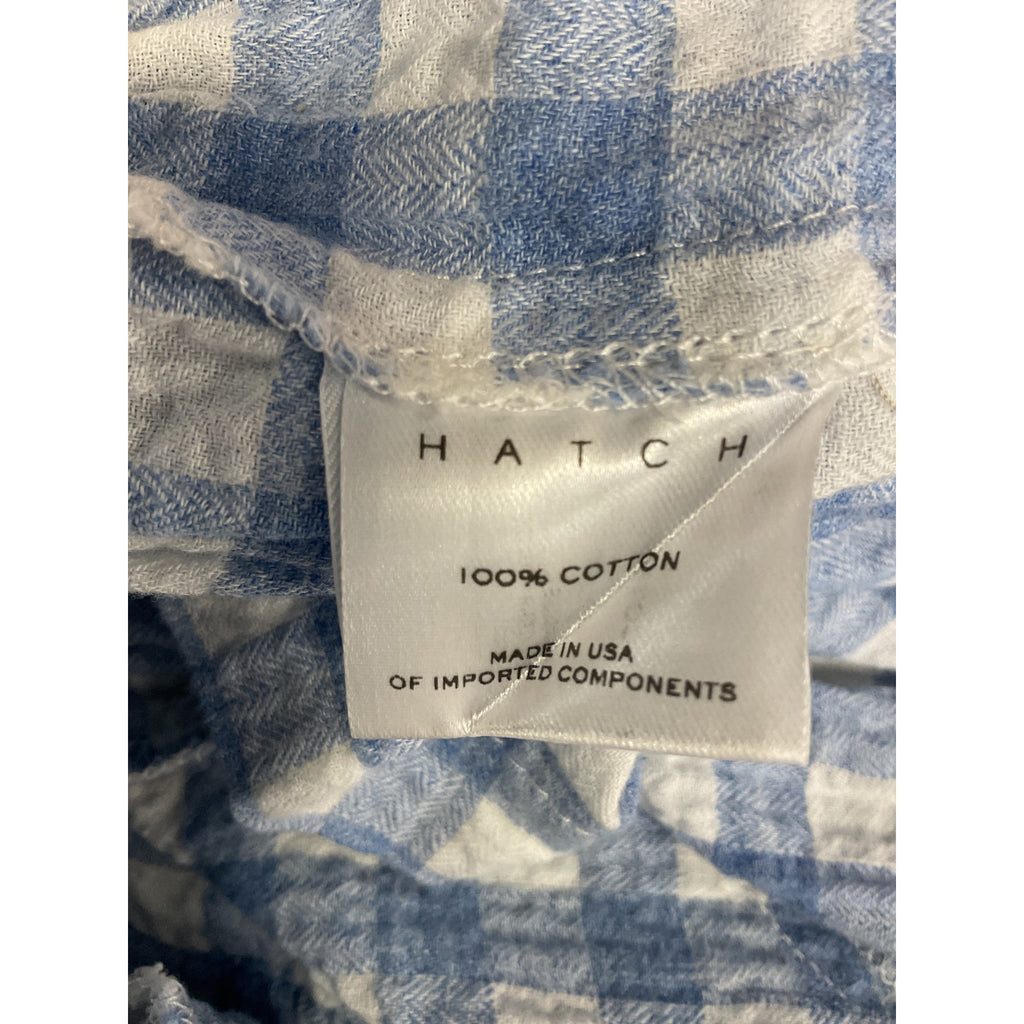 HATCH
100% COTTON
MADE IN USA
OF IMPORTED COMPONENTS